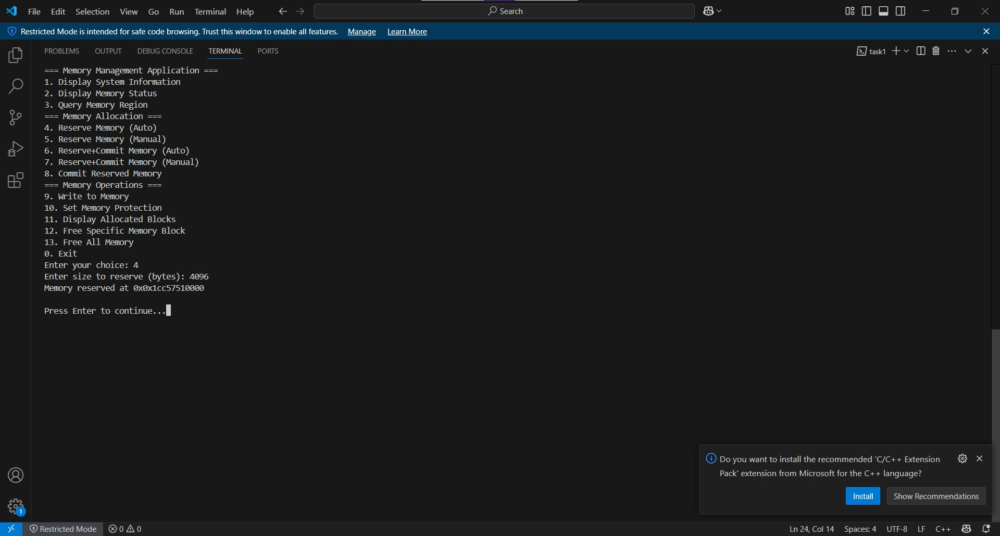 File Edit Selection View Go Run Terminal Help Search
Restricted Mode is intended for safe code browsing. Trust this window to enable all features. Manage Learn More
PROBLEMS OUTPUT DEBUG CONSOLE TERMINAL PORTS task1
=== Memory Management Application ===
1. Display System Information
2. Display Memory Status
3. Query Memory Region
=== Memory Allocation ===
4. Reserve Memory (Auto)
5. Reserve Memory (Manual)
6. Reserve+Commit Memory (Auto)
7. Reserve+Commit Memory (Manual)
8. Commit Reserved Memory
=== Memory Operations ===
9. Write to Memory
10. Set Memory Protection
11. Display Allocated Blocks
12. Free Specific Memory Block
13. Free All Memory
0. Exit
Enter your choice: 4
Enter size to reserve (bytes): 4096
Memory reserved at 0x0x1cc57510000
Press Enter to continue...
Do you want to install the recommended 'C/C++ Extension
Pack' extension from Microsoft for the C++ language?
Install Show Recommendations
1
Restricted Mode 0 0 Ln 24, Col 14 Spaces: 4 UTF-8 LF C++